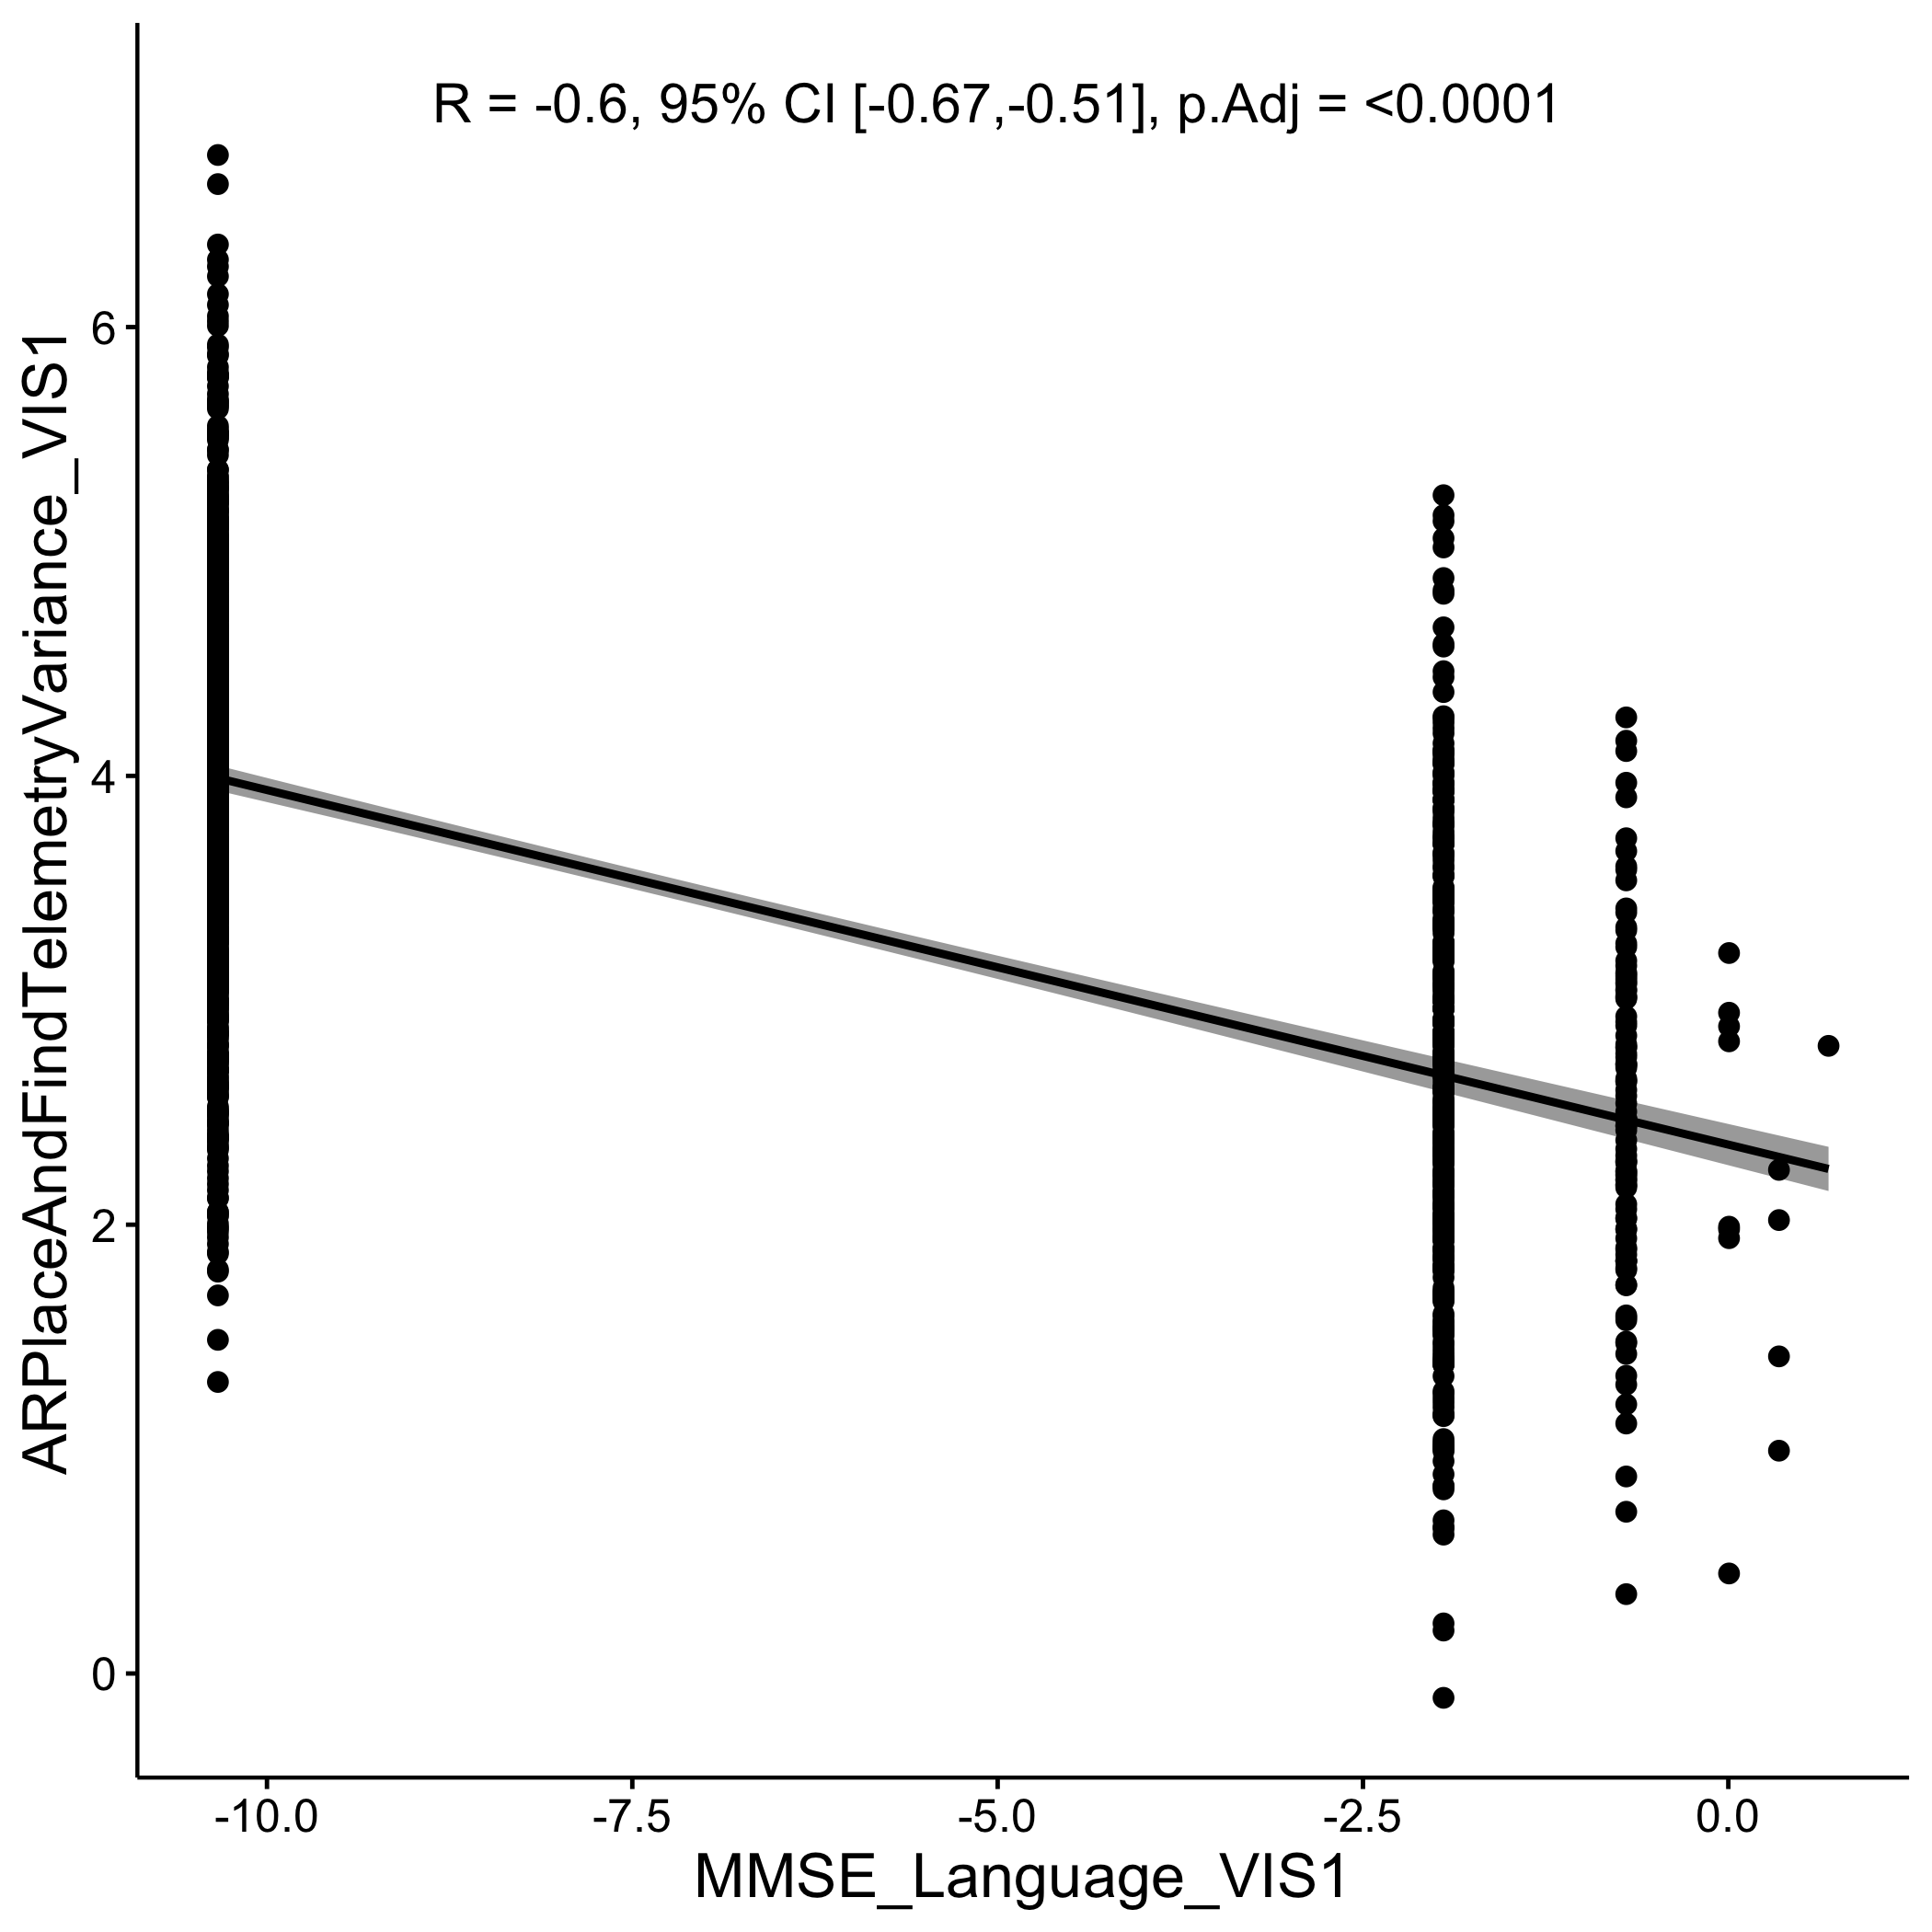 R = -0.6, 95% CI [-0.67,-0.51], p.Adj = <0.0001
ARPlaceAndFindTelemetryVariance_VIS1
6
4
2
0
-10.0 -7.5 -5.0 -2.5 0.0
MMSE_Language_VIS1